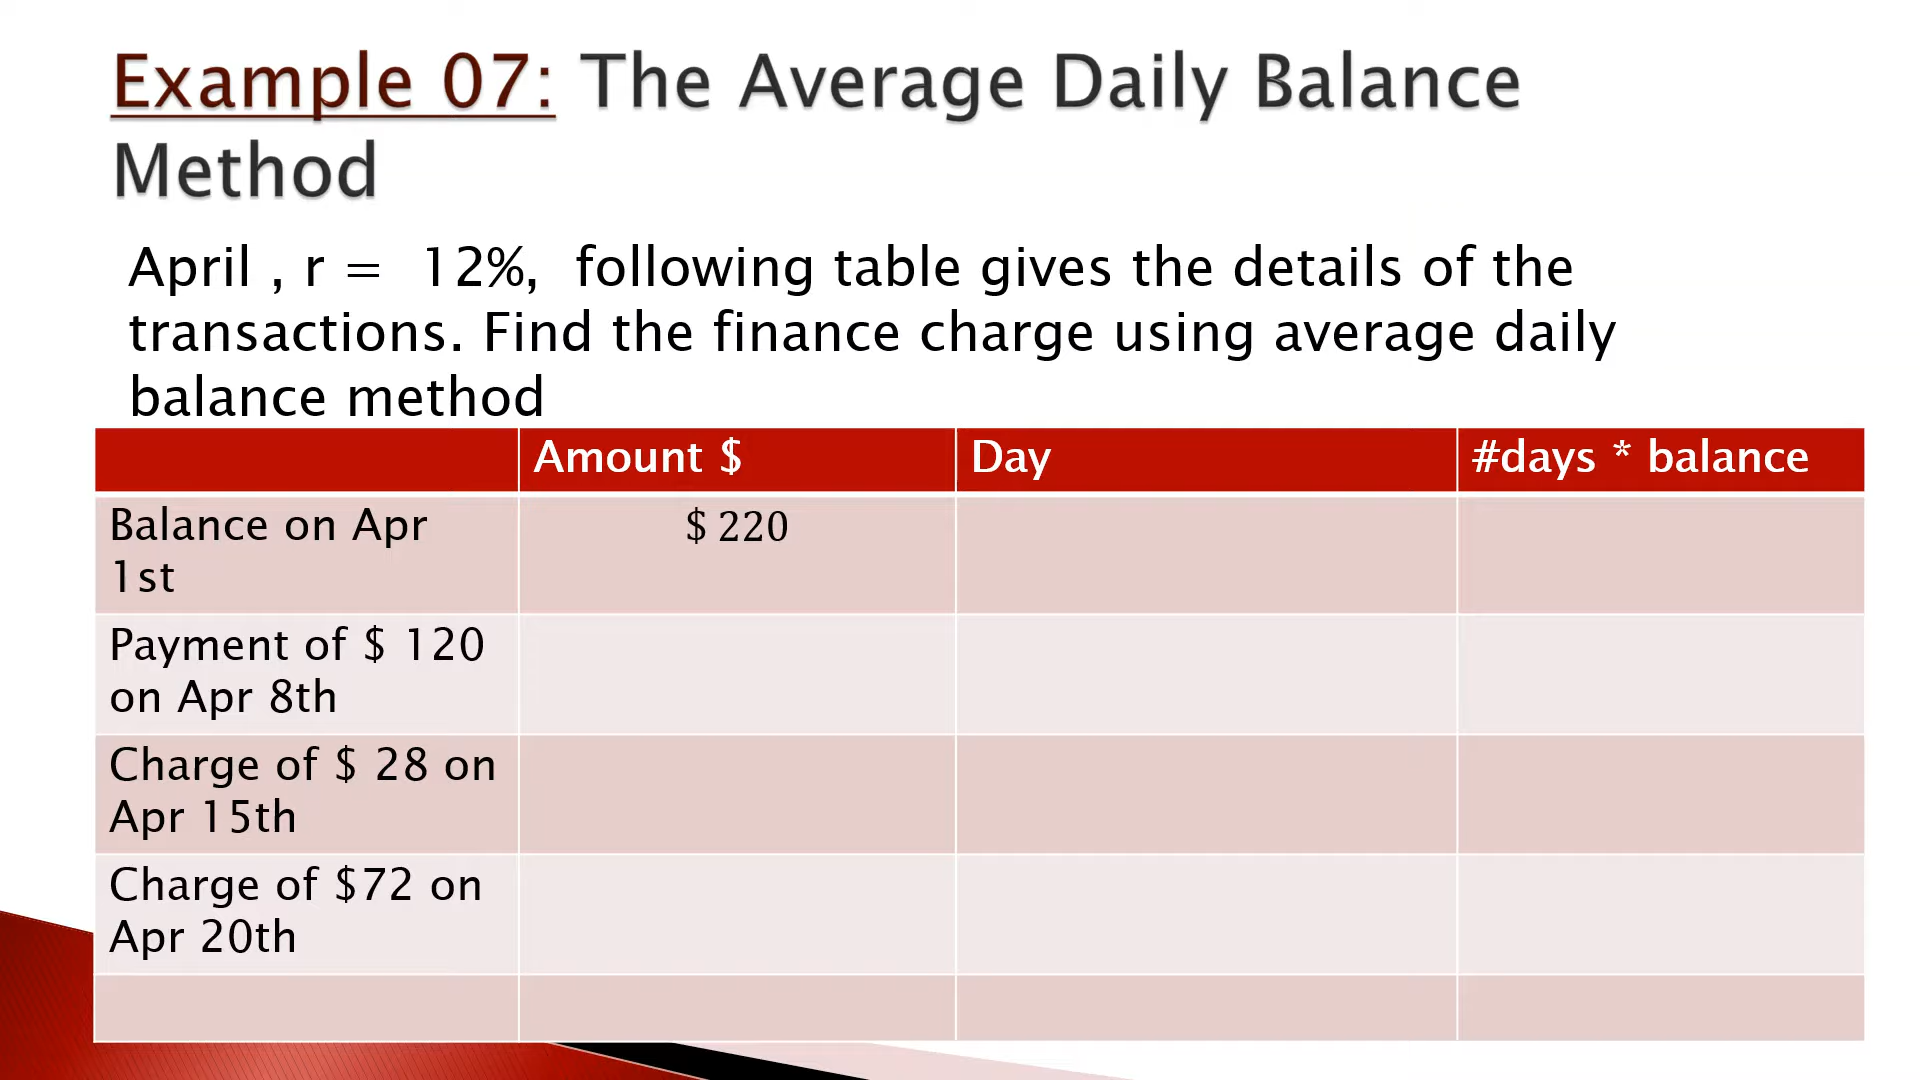 Example 07: The Average Daily Balance
Method
April , r =  12%,  following table gives the details of the
transactions. Find the finance charge using average daily
balance method
Amount $ Day #days * balance
Balance on Apr
1st
$ 220
Payment of $ 120
on Apr 8th
Charge of $ 28 on
Apr 15th
Charge of $72 on
Apr 20th